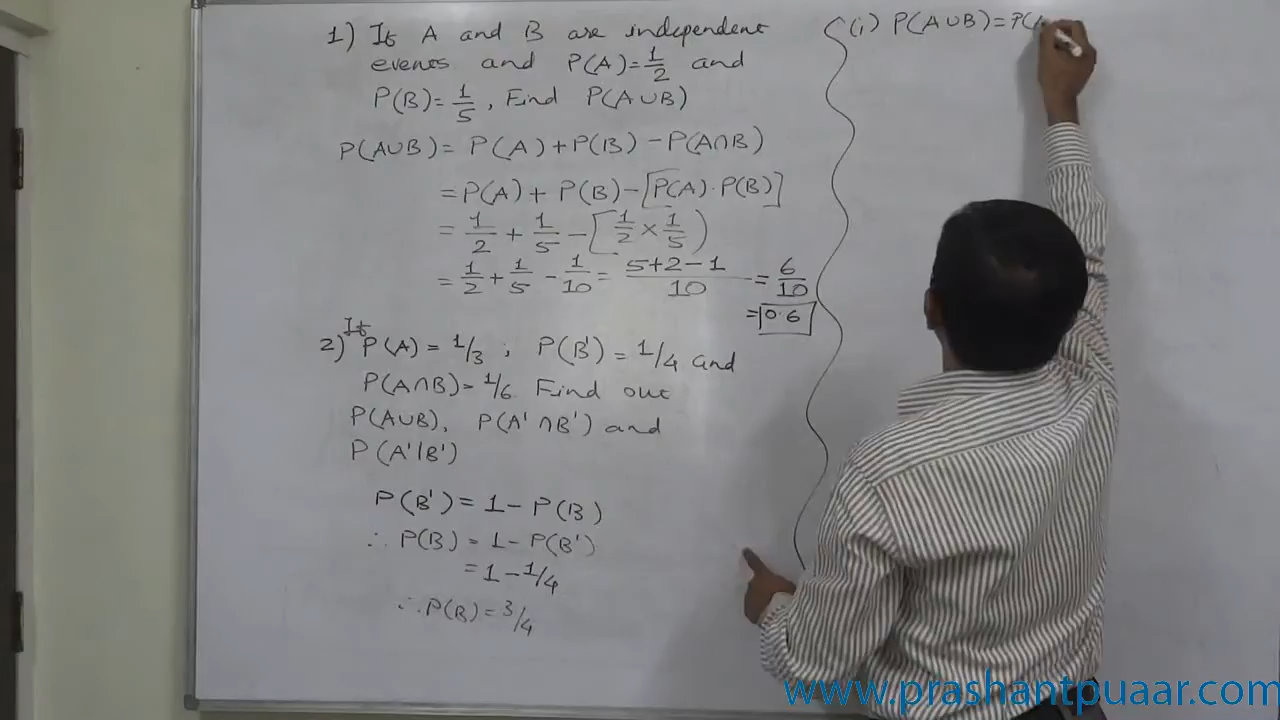 1) If A and B are independent
events and P(A)=1/2 and
P(B)=1/5, Find P(A∪B)
P(A∪B) = P(A)+P(B) -P(A∩B)
=P(A)+ P(B)-[P(A).P(B)]
= 1/2 + 1/5 -[1/2 × 1/5)
= 1/2 + 1/5 - 1/10 = 5+2-1/10 = 6/10
=0.6
If
2) P(A) = 1/3 , P(B') = 1/4 and
P(A∩B)= 1/6. Find out
P(A∪B), P(A' ∩B') and
P(A'|B')
P(B')= 1- P(B)
∴ P(B) = 1- P(B')
= 1 - 1/4
∴ P(B)= 3/4
(i) P(A∪B)=P(
www.prashantpuaar.com